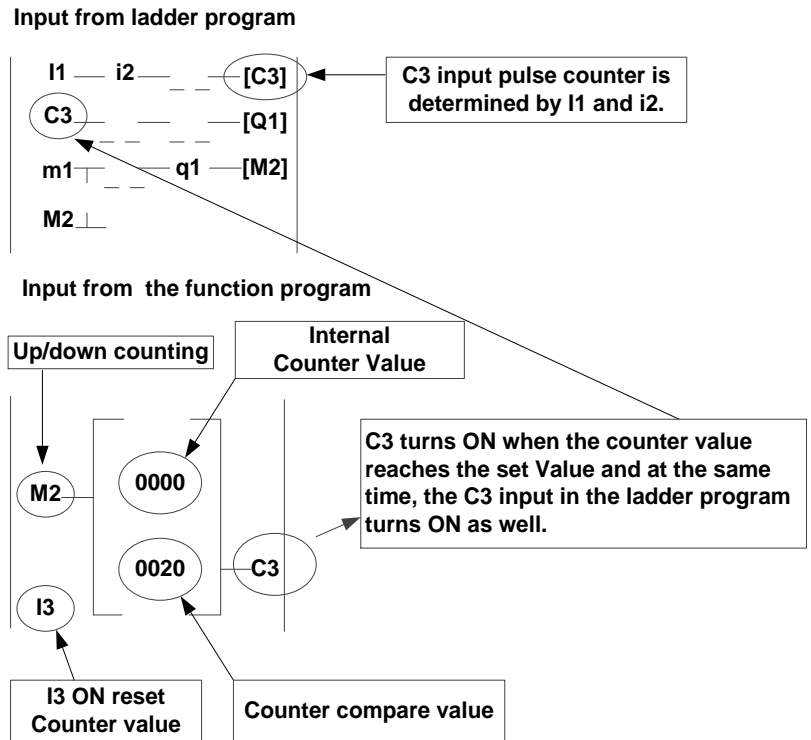 Input from ladder program
I1 i2 [C3]
C3 input pulse counter is
determined by I1 and i2.
C3 [Q1]
m1 q1 [M2]
M2
Input from the function program
Up/down counting
Internal
Counter Value
M2
0000
0020
C3
I3
C3 turns ON when the counter value
reaches the set Value and at the same
time, the C3 input in the ladder program
turns ON as well.
I3 ON reset
Counter value
Counter compare value